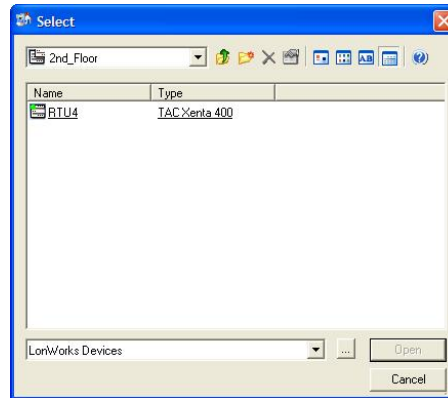 Select
2nd_Floor
Name Type
RTU4 TAC Xenta 400
LonWorks Devices ... Open
Cancel